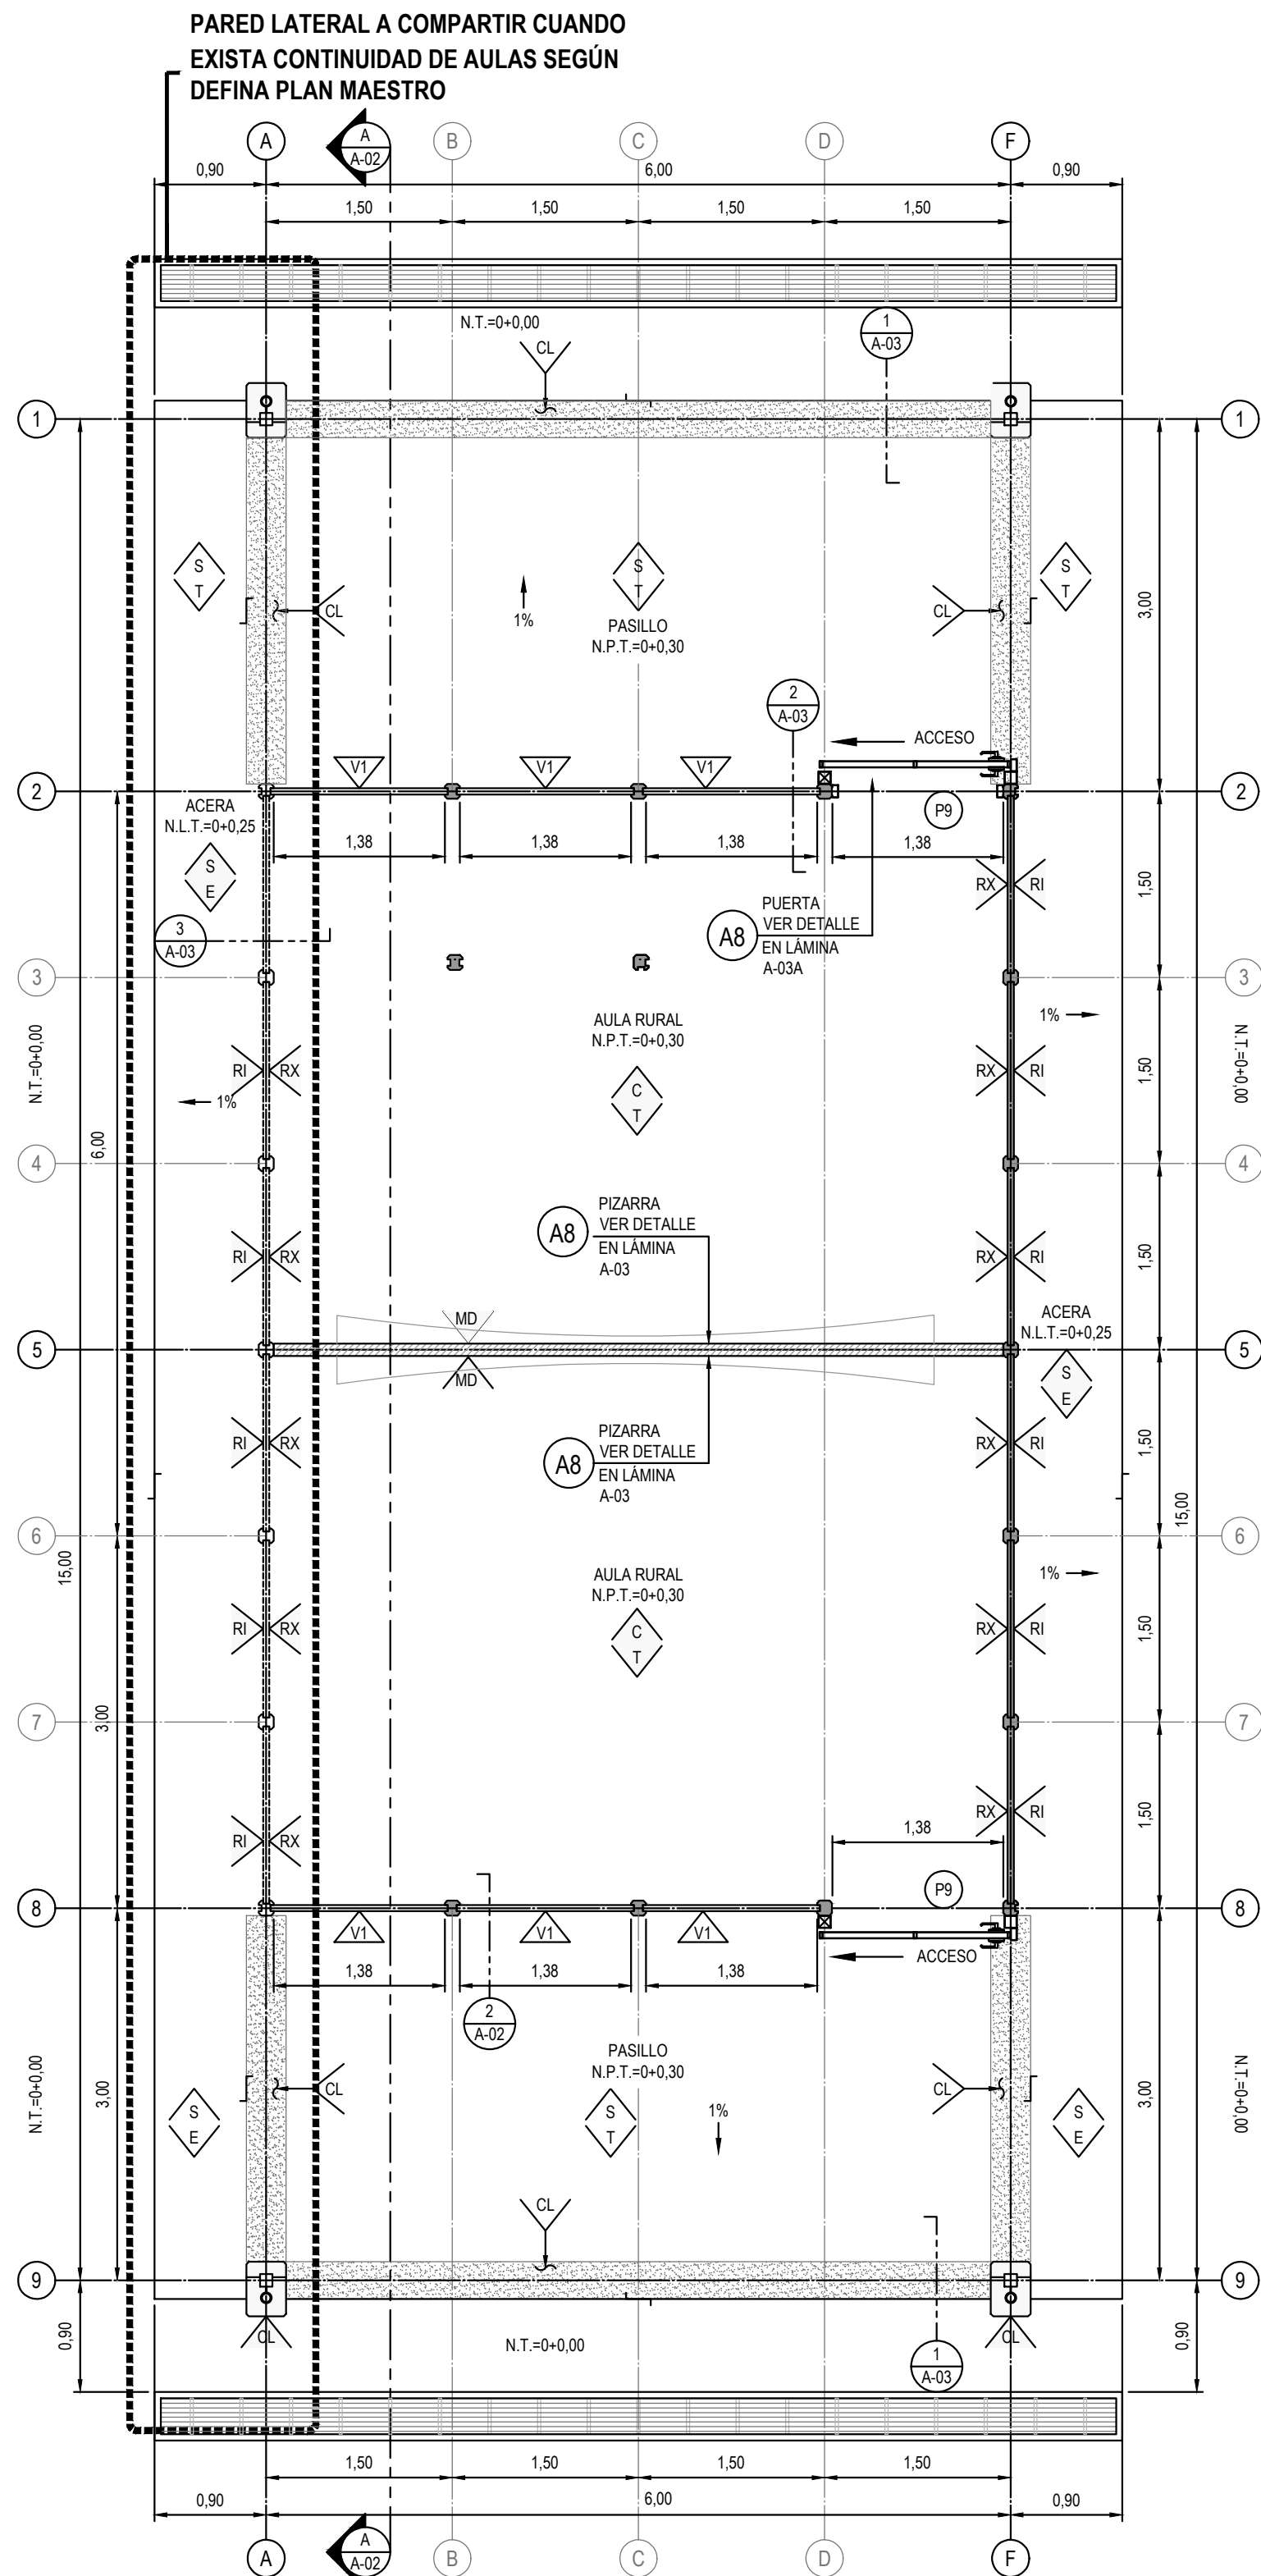 PARED LATERAL A COMPARTIR CUANDO
EXISTA CONTINUIDAD DE AULAS SEGÚN
DEFINA PLAN MAESTRO
A
A
A-02
B
C
D
F
0,90
6,00
0,90
1,50
1,50
1,50
1,50
N.T.=0+0,00
CL
1
A-03
1
1
S
T
S
T
S
T
CL
CL
1%
PASILLO
N.P.T.=0+0,30
3,00
2
A-03
ACCESO
V1
V1
V1
2
2
P9
ACERA
N.L.T.=0+0,25
1,38
1,38
1,38
1,38
S
E
RX
RI
1,50
PUERTA
VER DETALLE
EN LÁMINA
A-03A
A8
3
A-03
3
3
AULA RURAL
N.P.T.=0+0,30
1%
N.T.=0+0,00
N.T.=0+0,00
RI
RX
RX
RI
1,50
1%
C
T
6,00
4
4
PIZARRA
VER DETALLE
EN LÁMINA
A-03
A8
RI
RX
RX
RI
1,50
MD
ACERA
N.L.T.=0+0,25
5
5
MD
S
E
PIZARRA
VER DETALLE
EN LÁMINA
A-03
A8
RI
RX
RX
RI
1,50
15,00
15,00
6
6
AULA RURAL
N.P.T.=0+0,30
1%
RI
RX
C
T
RX
RI
1,50
3,00
7
7
RI
RX
RX
RI
1,50
1,38
P9
8
8
V1
V1
V1
ACCESO
1,38
1,38
1,38
2
A-02
PASILLO
N.P.T.=0+0,30
N.T.=0+0,00
N.T.=0+0,00
3,00
3,00
CL
CL
S
E
S
T
S
E
1%
CL
9
9
0,90
0,90
CL
CL
N.T.=0+0,00
1
A-03
1,50
1,50
1,50
1,50
0,90
6,00
0,90
A
A
A-02
B
C
D
F